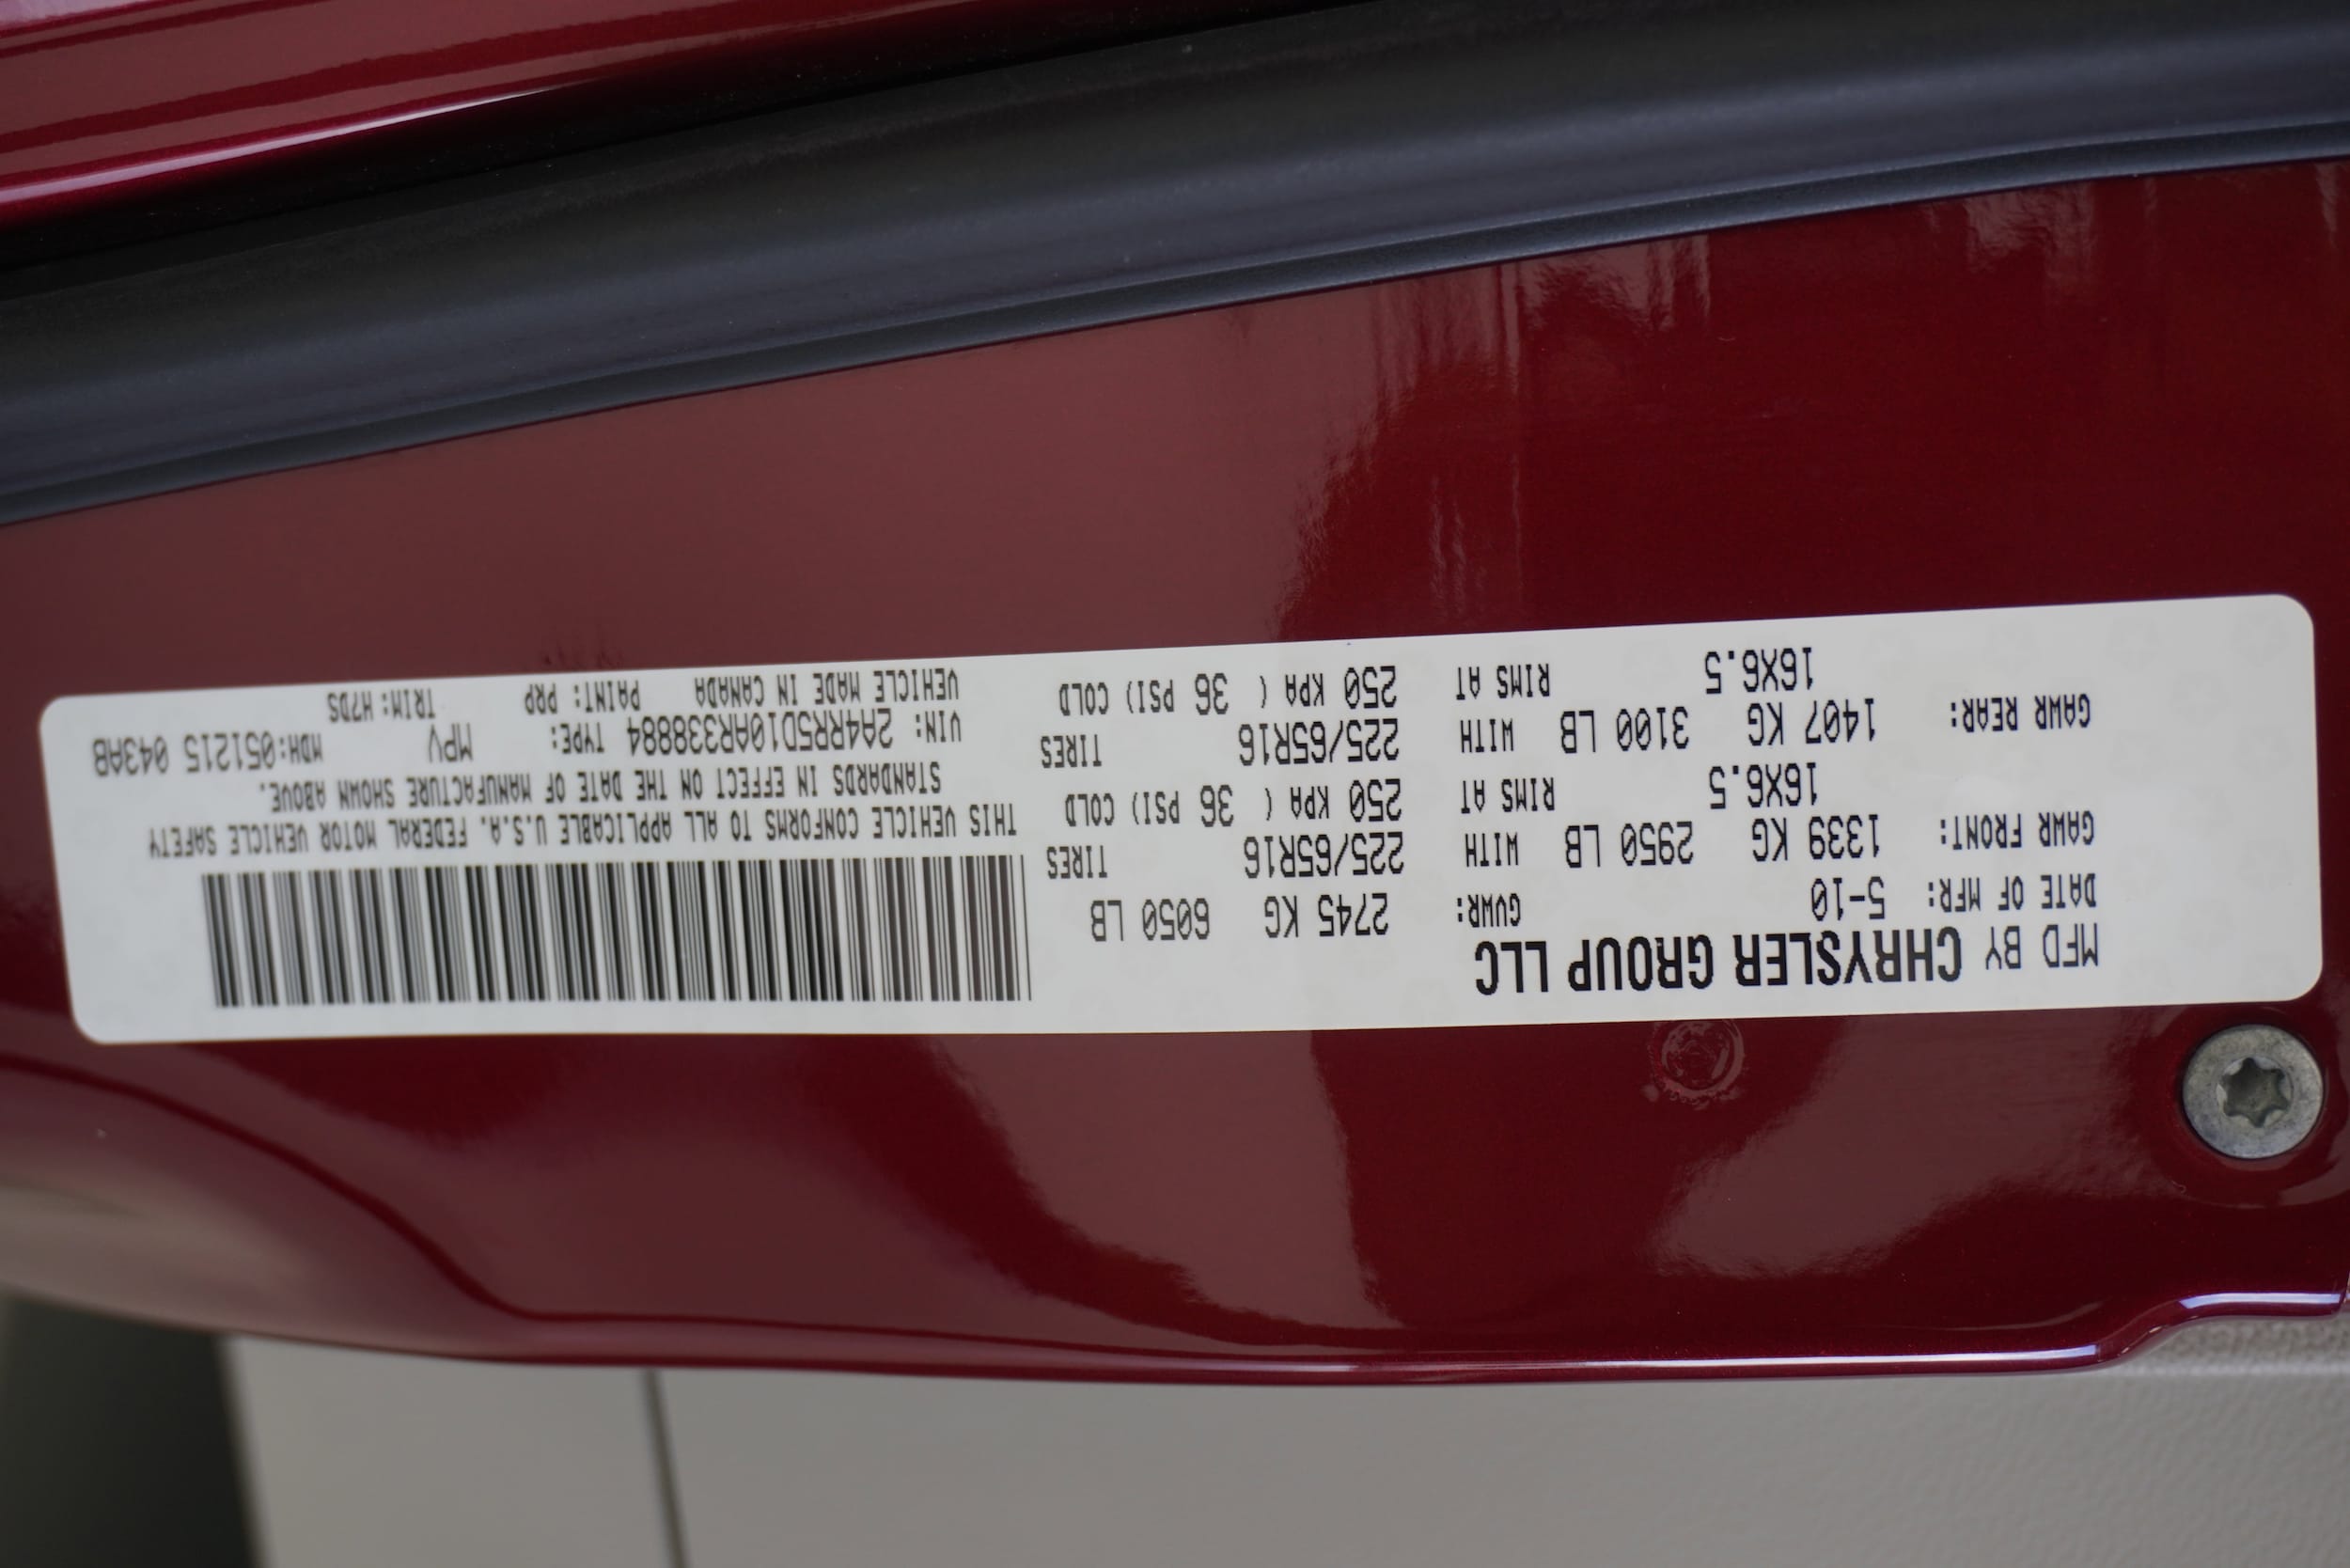 MFD BY CHRYSLER GROUP LLC
DATE OF MFR: 5-10 GVWR: 2745 KG 6050 LB
GAWR FRONT: 1339 KG 2950 LB WITH 225/65R16 TIRES
16X6.5 RIMS AT 250 KPA ( 36 PSI) COLD
GAWR REAR: 1407 KG 3100 LB WITH 225/65R16 TIRES
16X6.5 RIMS AT 250 KPA ( 36 PSI) COLD
THIS VEHICLE CONFORMS TO ALL APPLICABLE U.S.A. FEDERAL MOTOR VEHICLE SAFETY
STANDARDS IN EFFECT ON THE DATE OF MANUFACTURE SHOWN ABOVE.
VIN: 2A4RR5D10AR338884 TYPE: MPV MDH:051215 043AB
VEHICLE MADE IN CANADA PAINT: PRP TRIM: H7DS